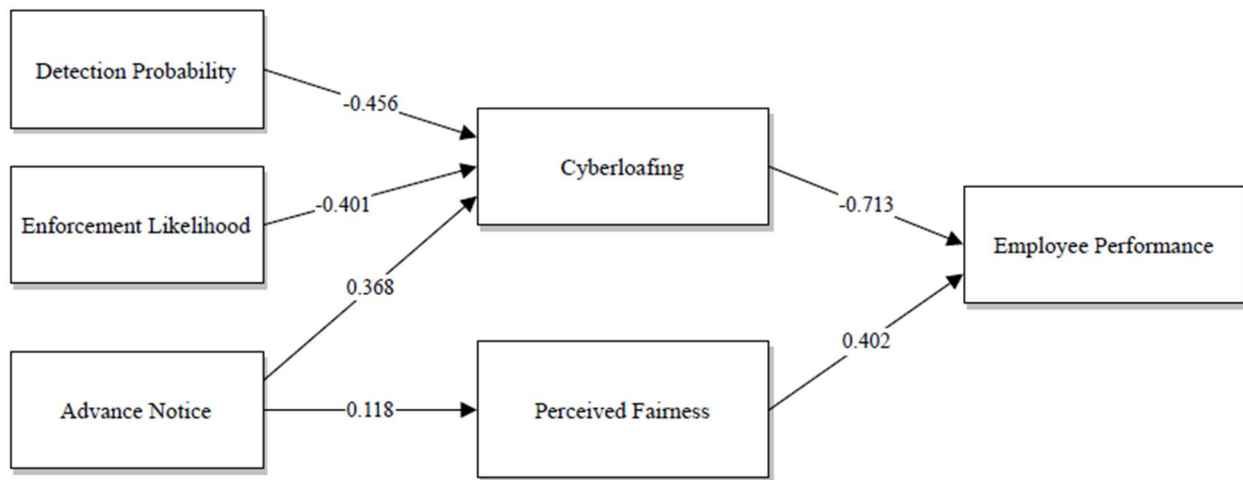 Detection Probability
-0.456
Cyberloafing
Enforcement Likelihood
-0.401
-0.713
Employee Performance
0.368
0.402
Advance Notice
0.118
Perceived Fairness